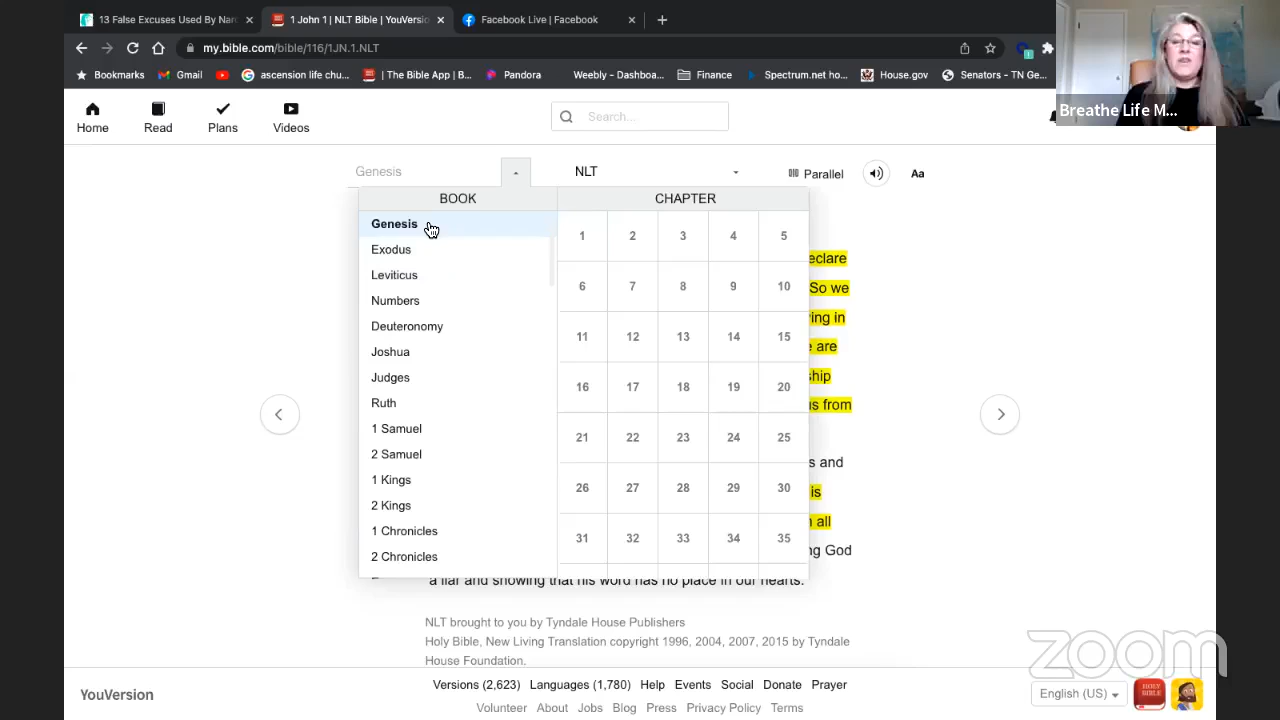 13 False Excuses Used By Narc
1 John 1 | NLT Bible | YouVersio
Facebook Live | Facebook
my.bible.com/bible/116/1JN.1.NLT
Bookmarks
Gmail
ascension life chu...
| The Bible App | B...
Pandora
Weebly - Dashboa...
Finance
Spectrum.net ho...
House.gov
Senators - TN Ge...
Breathe Life M...
Home
Read
Plans
Videos
Search...
Genesis
NLT
Parallel
Aa
BOOK
CHAPTER
Genesis
Exodus
Leviticus
Numbers
Deuteronomy
Joshua
Judges
Ruth
1 Samuel
2 Samuel
1 Kings
2 Kings
1 Chronicles
2 Chronicles
1 2 3 4 5
6 7 8 9 10
11 12 13 14 15
16 17 18 19 20
21 22 23 24 25
26 27 28 29 30
31 32 33 34 35
eclare
So we
ing in
are
ship
us from
s and
is
all
ng God
a liar and showing that his word has no place in our hearts.
NLT brought to you by Tyndale House Publishers
Holy Bible, New Living Translation copyright 1996, 2004, 2007, 2015 by Tyndale
House Foundation.
zoom
YouVersion
Versions (2,623) Languages (1,780) Help Events Social Donate Prayer
Volunteer About Jobs Blog Press Privacy Policy Terms
English (US)
HOLY
BIBLE